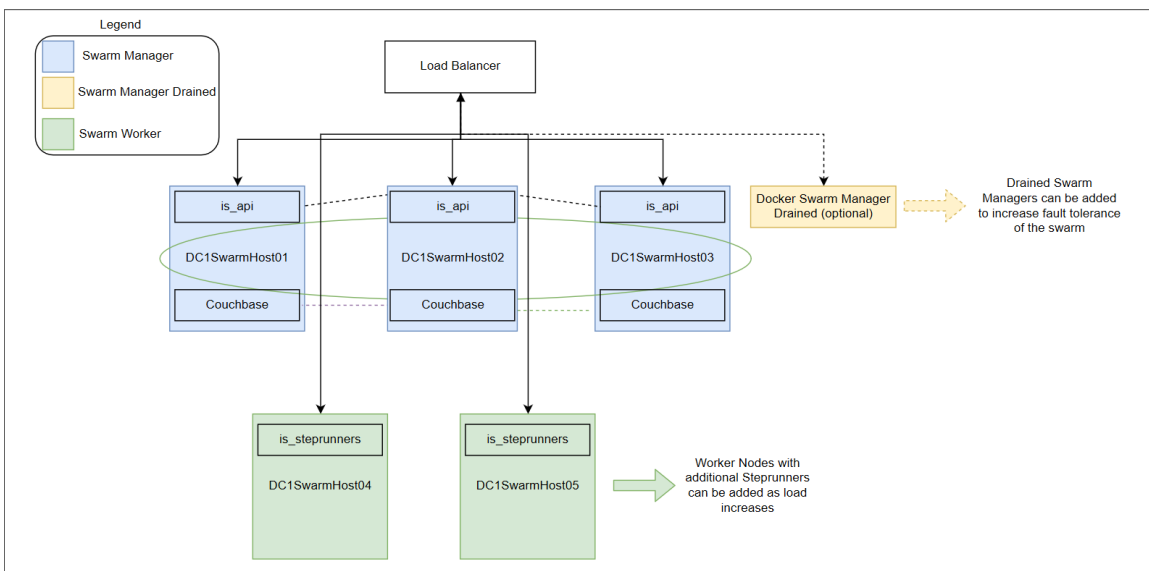 Legend
Swarm Manager
Swarm Manager Drained
Swarm Worker
Load Balancer
is_api
is_api
is_api
Docker Swarm Manager
Drained (optional)
Drained Swarm
Managers can be added
to increase fault tolerance
of the swarm
DC1SwarmHost01
DC1SwarmHost02
DC1SwarmHost03
Couchbase
Couchbase
Couchbase
is_steprunners
is_steprunners
DC1SwarmHost04
DC1SwarmHost05
Worker Nodes with
additional Steprunners
can be added as load
increases